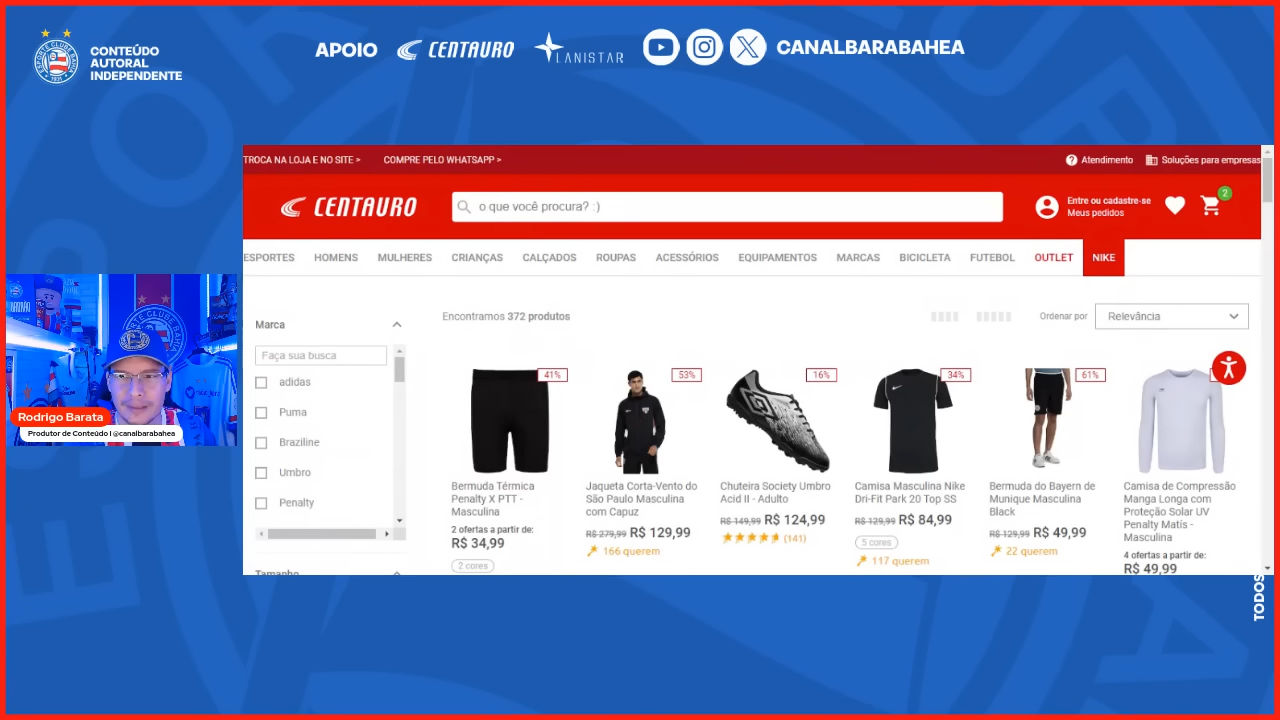 CONTEÚDO
AUTORAL
INDEPENDENTE
APOIO
CENTAURO
LANISTAR
CANALBARABAHEA
TROCA NA LOJA E NO SITE >
COMPRE PELO WHATSAPP >
Atendimento
Soluções para empresas
CENTAURO
o que você procura? :)
Entre ou cadastre-se
Meus pedidos
2
ESPORTES
HOMENS
MULHERES
CRIANÇAS
CALÇADOS
ROUPAS
ACESSÓRIOS
EQUIPAMENTOS
MARCAS
BICICLETA
FUTEBOL
OUTLET
NIKE
Marca
Faça sua busca
adidas
Puma
Braziline
Umbro
Penalty
Tamanho
Encontramos 372 produtos
Ordenar por
Relevância
41%
Bermuda Térmica
Penalty X PTT -
Masculina
2 ofertas a partir de:
R$ 34,99
2 cores
53%
Jaqueta Corta-Vento do
São Paulo Masculina
com Capuz
R$ 279,99 R$ 129,99
166 querem
16%
Chuteira Society Umbro
Acid II - Adulto
R$ 149,99 R$ 124,99
(141)
34%
Camisa Masculina Nike
Dri-Fit Park 20 Top SS
R$ 129,99 R$ 84,99
5 cores
117 querem
61%
Bermuda do Bayern de
Munique Masculina
Black
R$ 129,99 R$ 49,99
22 querem
Camisa de Compressão
Manga Longa com
Proteção Solar UV
Penalty Matís -
Masculina
4 ofertas a partir de:
R$ 49,99
Rodrigo Barata
Produtor de Conteúdo | @canalbarabahea
TODOS